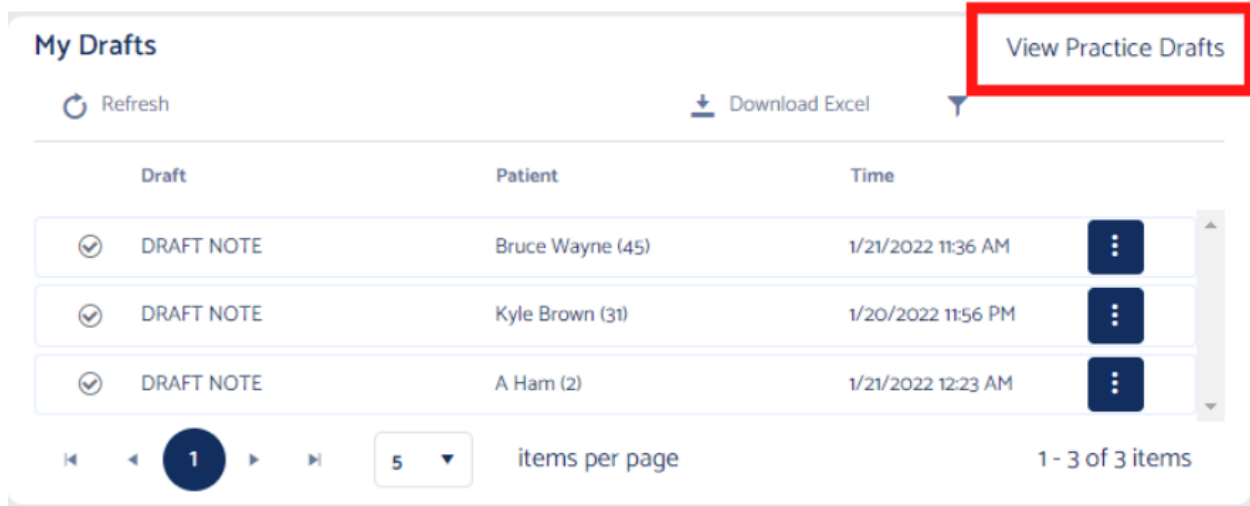 My Drafts View Practice Drafts
Refresh Download Excel
Draft Patient Time
DRAFT NOTE Bruce Wayne (45) 1/21/2022 11:36 AM
DRAFT NOTE Kyle Brown (31) 1/20/2022 11:56 PM
DRAFT NOTE A Ham (2) 1/21/2022 12:23 AM
1 5 items per page 1 - 3 of 3 items